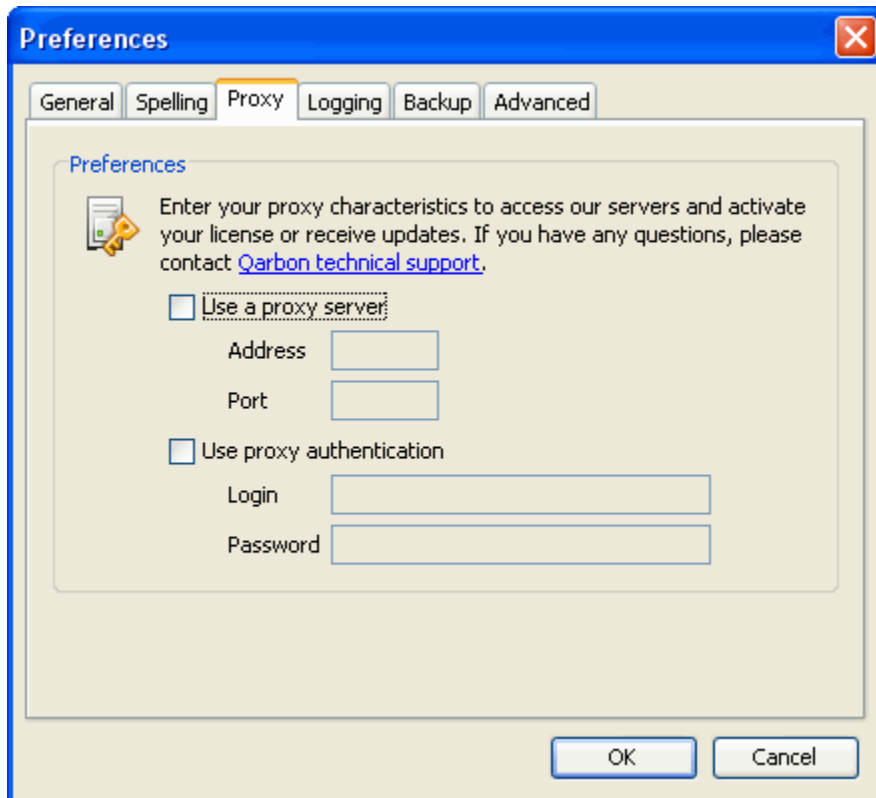 Preferences
General Spelling Proxy Logging Backup Advanced
Preferences
Enter your proxy characteristics to access our servers and activate
your license or receive updates. If you have any questions, please
contact Qarbon technical support.
Use a proxy server
Address
Port
Use proxy authentication
Login
Password
OK Cancel